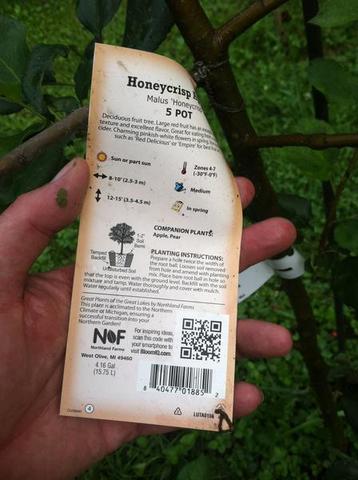 Honeycrisp
Malus 'Honeycrisp
5 POT
Deciduous fruit tree. Large red fruit has an
texture and excellent flavor. Great for eating fresh
cider. Charming pinkish-white flowers in spring.
such as 'Red Delicious' or 'Empire' for best
Sun or part sun
Zones 4-7
(-30°F-0°F)
8-10' (2.5-3 m)
Medium
12-15' (3.5-4.5 m)
In spring
1-2"
Soil
Berm
Tamped
Backfill
Undisturbed Soil
COMPANION PLANTS:
Apple, Pear
PLANTING INSTRUCTIONS:
Prepare a hole twice the width of
the root ball. Loosen soil removed
from hole and amend with planting
mix. Place bare root ball in hole so
that the top is even with the ground level. Backfill with the soil
mixture and tamp. Water thoroughly and cover with mulch.
Water regularly until established.
Great Plants of the Great Lakes by Northland Farms
This plant is acclimated to the Northern
Climate of Michigan, ensuring a
successful transition into your
Northern Garden!
NF
Northland Farms
West Olive, MI 49460
4.16 Gal
(15.75 L)
For inspiring ideas,
scan this code with
your smartphone to
visit BloomIQ.com
8 40477 01885 2
Container 4